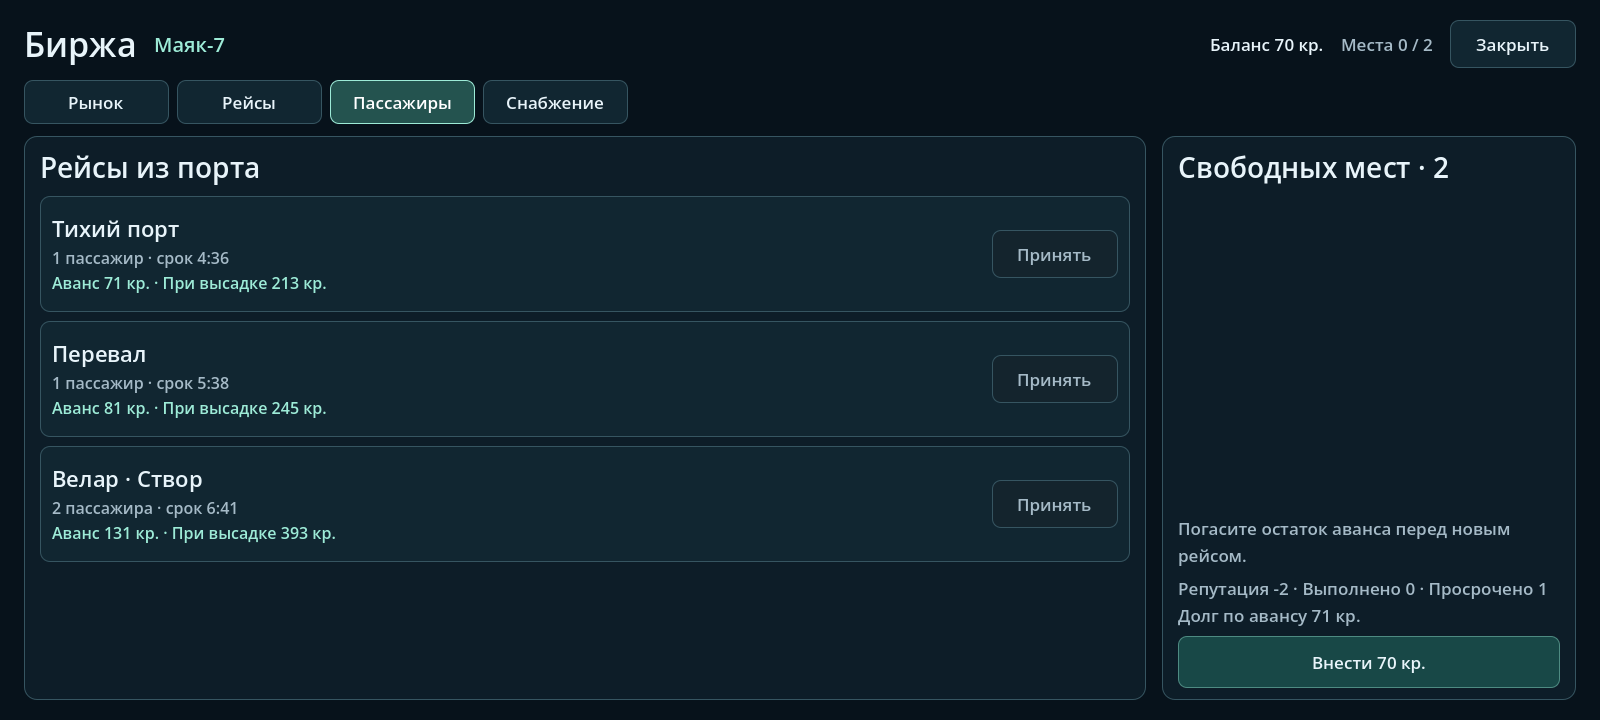 Биржа Маяк-7 Баланс 70 кр. Места 0 / 2 Закрыть
Рынок Рейсы Пассажиры Снабжение
Рейсы из порта
Тихий порт
1 пассажир · срок 4:36
Аванс 71 кр. · При высадке 213 кр.
Принять
Перевал
1 пассажир · срок 5:38
Аванс 81 кр. · При высадке 245 кр.
Принять
Велар · Створ
2 пассажира · срок 6:41
Аванс 131 кр. · При высадке 393 кр.
Принять
Свободных мест · 2
Погасите остаток аванса перед новым
рейсом.
Репутация -2 · Выполнено 0 · Просрочено 1
Долг по авансу 71 кр.
Внести 70 кр.